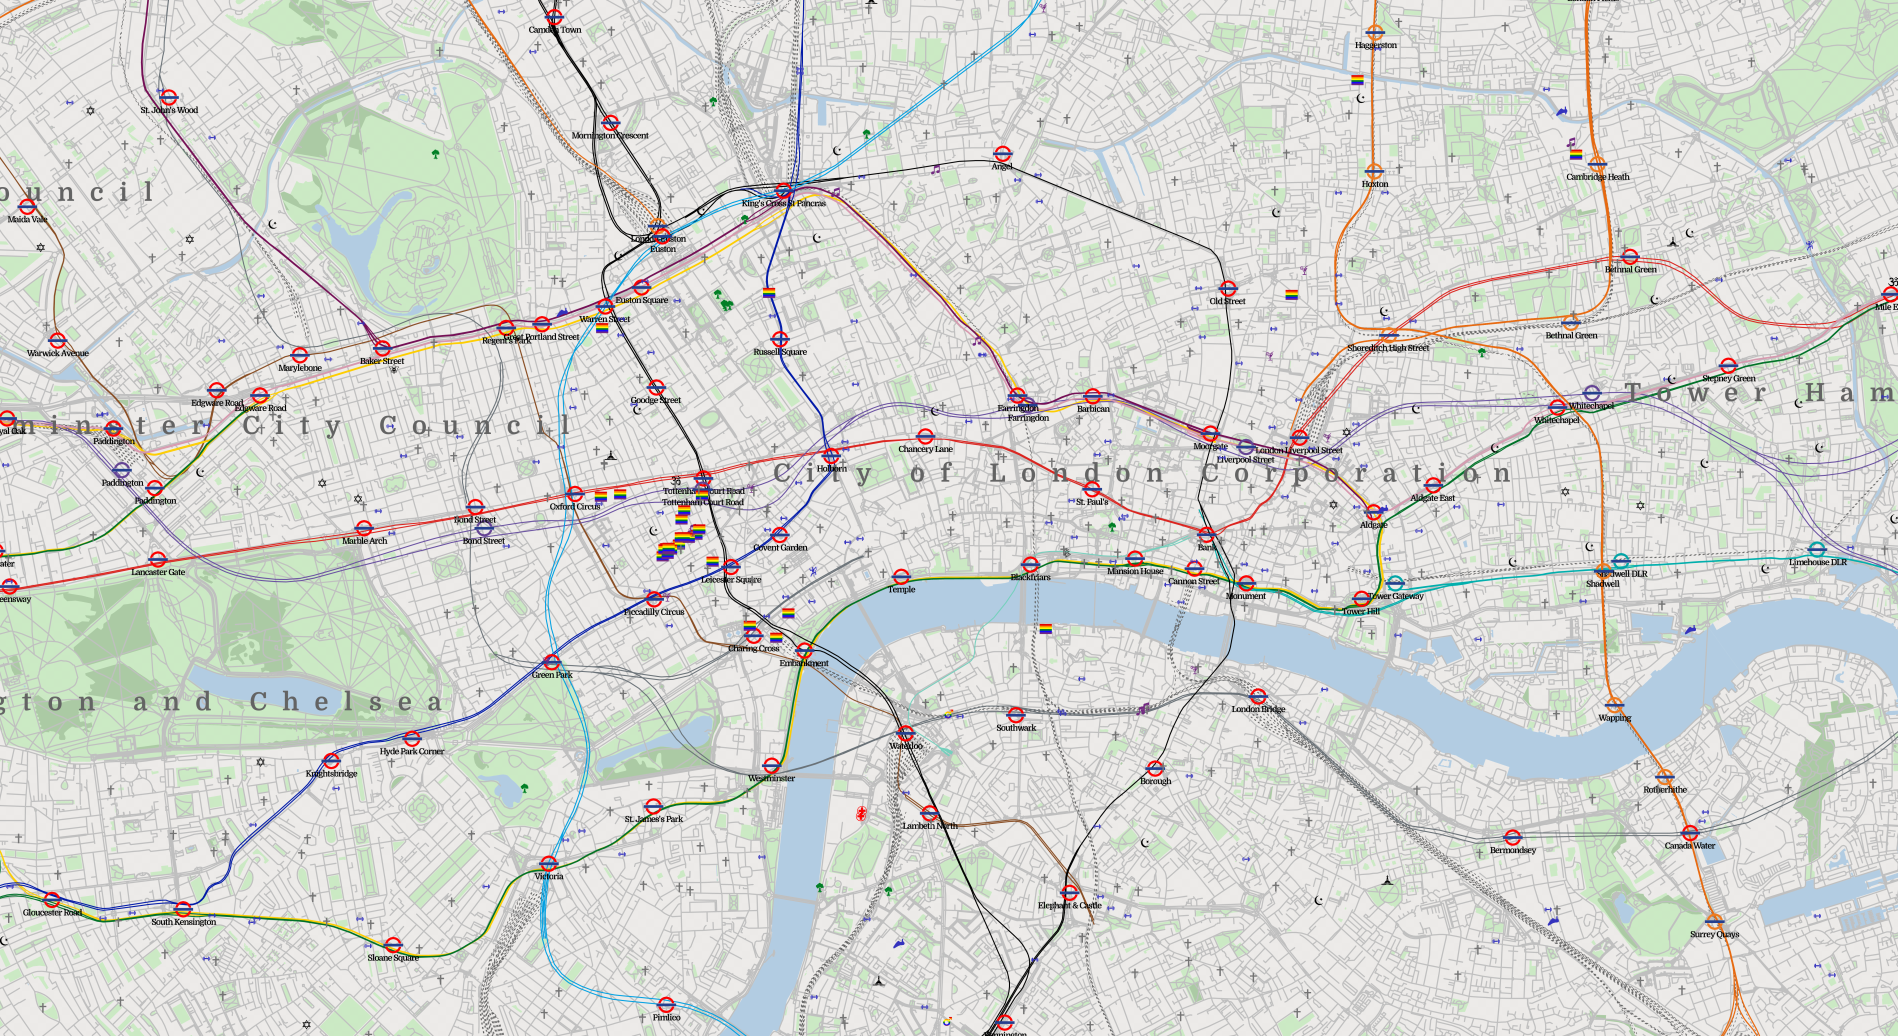 Camden Town
Haggerston
St. John's Wood
Mornington Crescent
Angel
Cambridge Heath
Hoxton
ouncil
Maida Vale
King's Cross St Pancras
London Euston
Euston
Bethnal Green
Euston Square
Old Street
Mile E
Warren Street
Great Portland Street
Regent's Park
Bethnal Green
Russell Square
Shoreditch High Street
Warwick Avenue
Baker Street
Marylebone
Stepney Green
Edgware Road
Edgware Road
Goodge Street
Farringdon
Farringdon
Barbican
Whitechapel
Whitechapel
Tower Ham
minster City Council
yal Oak
Paddington
Moorgate
Chancery Lane
London Liverpool Street
Liverpool Street
Holborn
City of London Corporation
Paddington
Paddington
Tottenham Court Road
Tottenham Court Road
St. Paul's
Aldgate East
Oxford Circus
Bond Street
Bond Street
Marble Arch
Aldgate
Covent Garden
Bank
ater
Lancaster Gate
Limehouse DLR
Mansion House
Blackfriars
Cannon Street
Shadwell DLR
Shadwell
Leicester Square
Temple
Monument
Tower Gateway
eensway
Piccadilly Circus
Tower Hill
Charing Cross
Embankment
Green Park
gton and Chelsea
London Bridge
Wapping
Southwark
Waterloo
Hyde Park Corner
Knightsbridge
Westminster
Borough
Rotherhithe
St. James's Park
Lambeth North
Bermondsey
Canada Water
Victoria
Elephant & Castle
Gloucester Road
South Kensington
Surrey Quays
Sloane Square
Pimlico
nnington